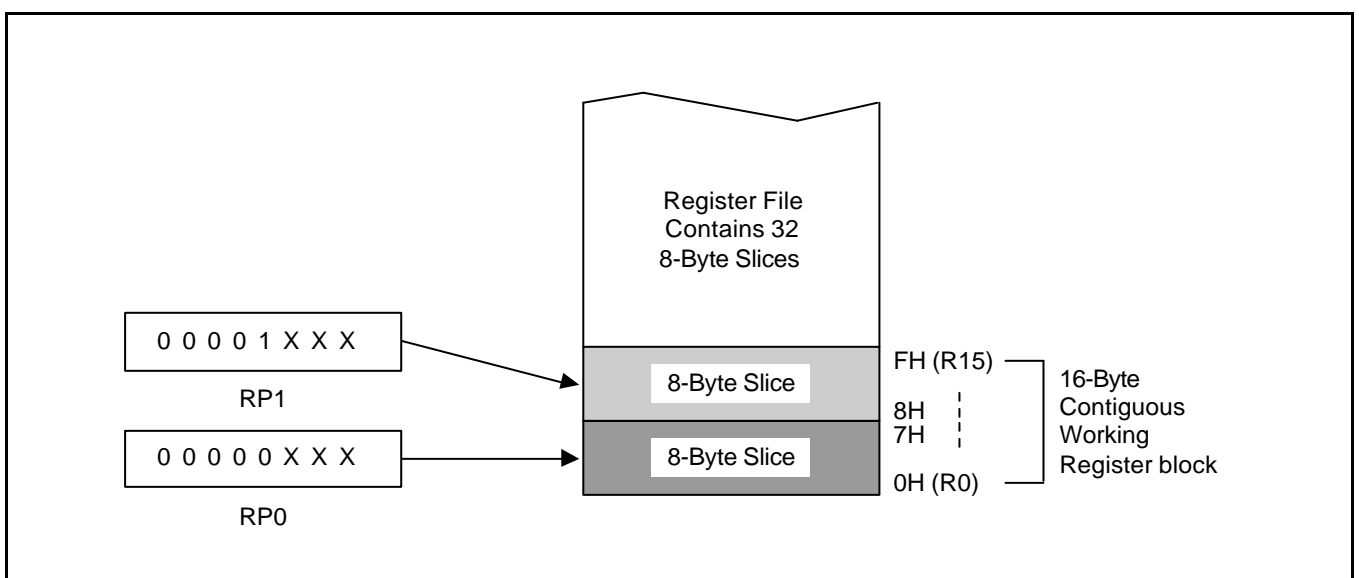 Register File
Contains 32
8-Byte Slices
0 0 0 0 1 X X X
RP1
0 0 0 0 0 X X X
RP0
8-Byte Slice
8-Byte Slice
FH (R15)
8H
7H
0H (R0)
16-Byte
Contiguous
Working
Register block